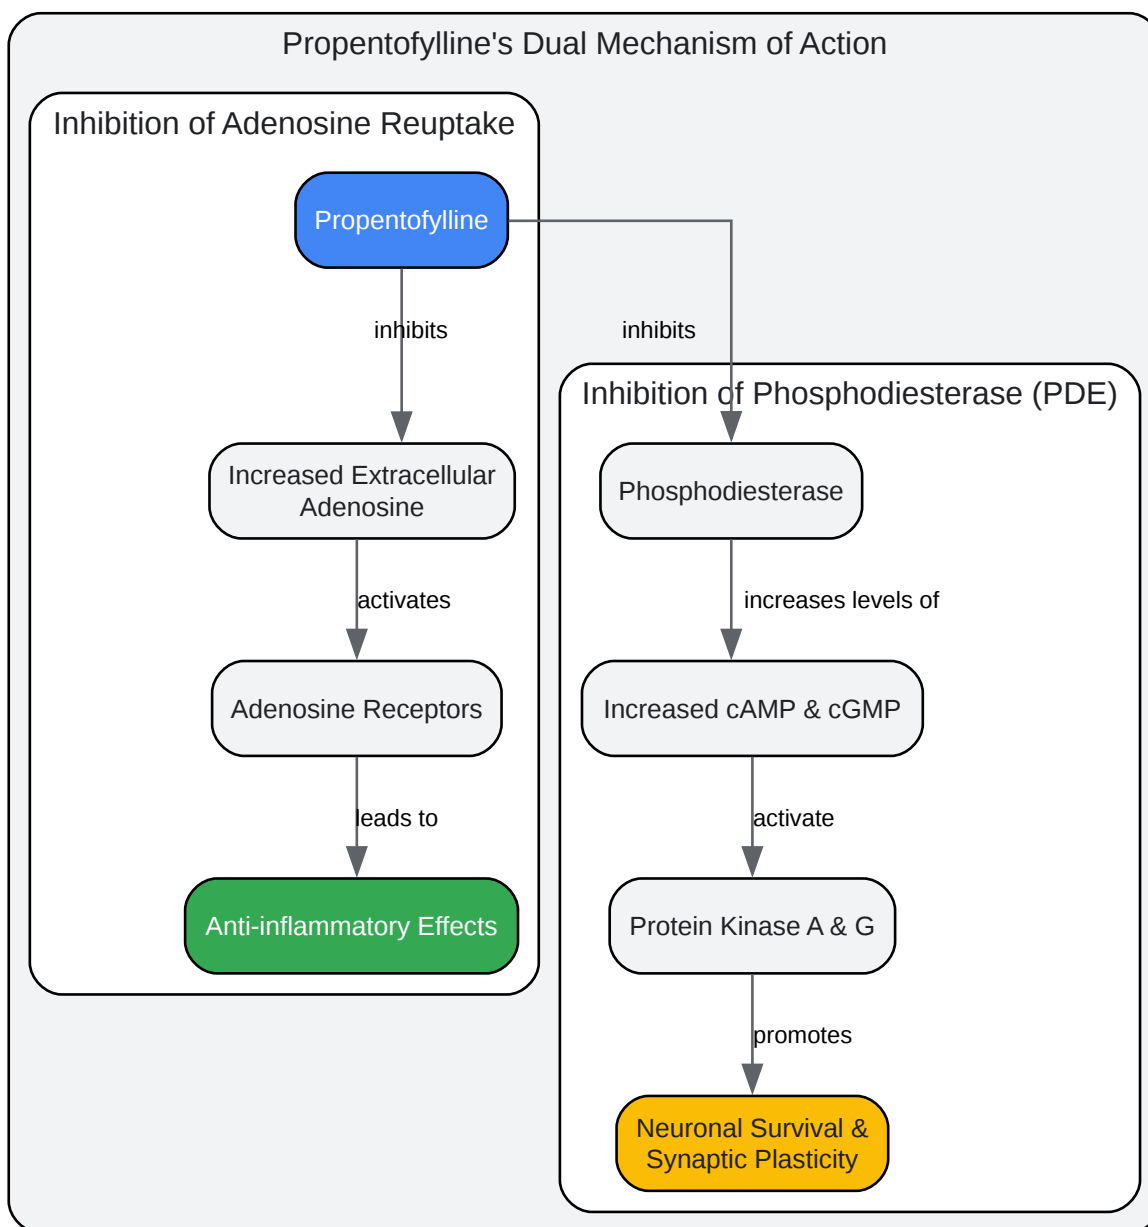 Propentofylline's Dual Mechanism of Action
Inhibition of Adenosine Reuptake
Propentofylline
inhibits
Increased Extracellular
Adenosine
activates
Adenosine Receptors
leads to
Anti-inflammatory Effects
inhibits
Inhibition of Phosphodiesterase (PDE)
Phosphodiesterase
increases levels of
Increased cAMP & cGMP
activate
Protein Kinase A & G
promotes
Neuronal Survival &
Synaptic Plasticity